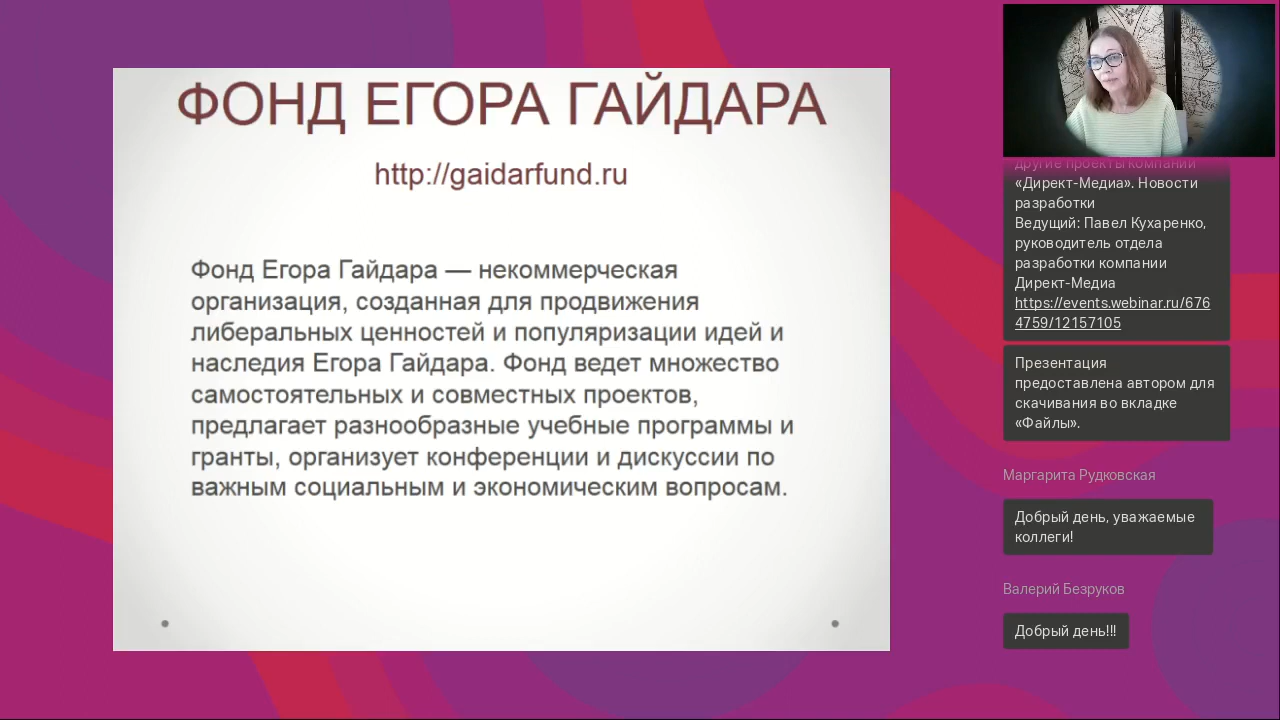 ФОНД ЕГОРА ГАЙДАРА
http://gaidarfund.ru
Фонд Егора Гайдара — некоммерческая
организация, созданная для продвижения
либеральных ценностей и популяризации идей и
наследия Егора Гайдара. Фонд ведет множество
самостоятельных и совместных проектов,
предлагает разнообразные учебные программы и
гранты, организует конференции и дискуссии по
важным социальным и экономическим вопросам.
другие проекты компании
«Директ-Медиа». Новости
разработки
Ведущий: Павел Кухаренко,
руководитель отдела
разработки компании
Директ-Медиа
https://events.webinar.ru/676
4759/12157105
Презентация
предоставлена автором для
скачивания во вкладке
«Файлы».
Маргарита Рудковская
Добрый день, уважаемые
коллеги!
Валерий Безруков
Добрый день!!!